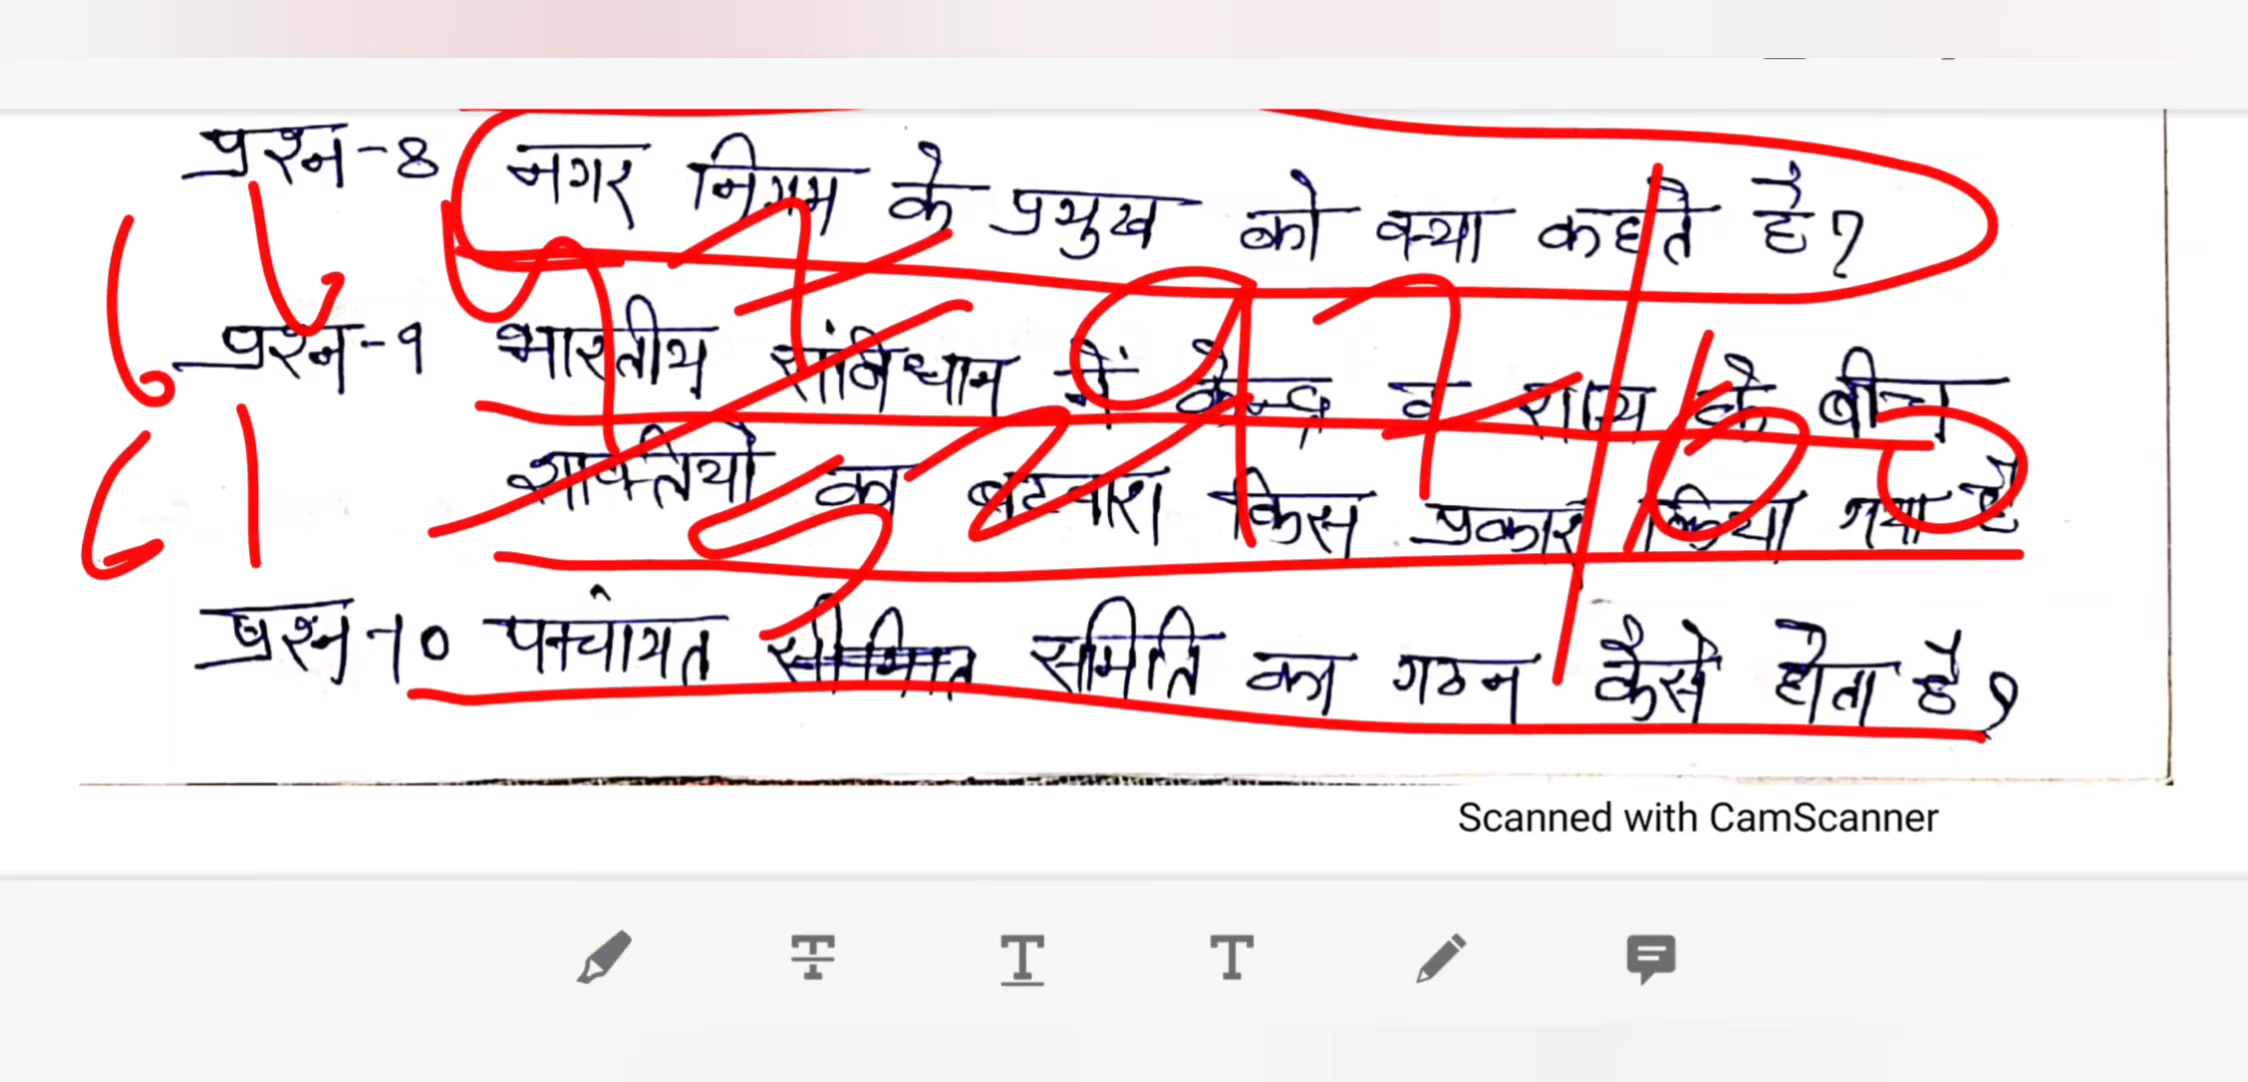 प्रश्न-8 नगर निगम के प्रमुख को क्या कहते है?
प्रश्न-9 भारतीय संविधान में केन्द्र व राज्य के बीच
शक्तियों का बटवारा किस प्रकार किया गया है
प्रश्न-10 पंचायत समिति का गठन कैसे होता है?
Scanned with CamScanner